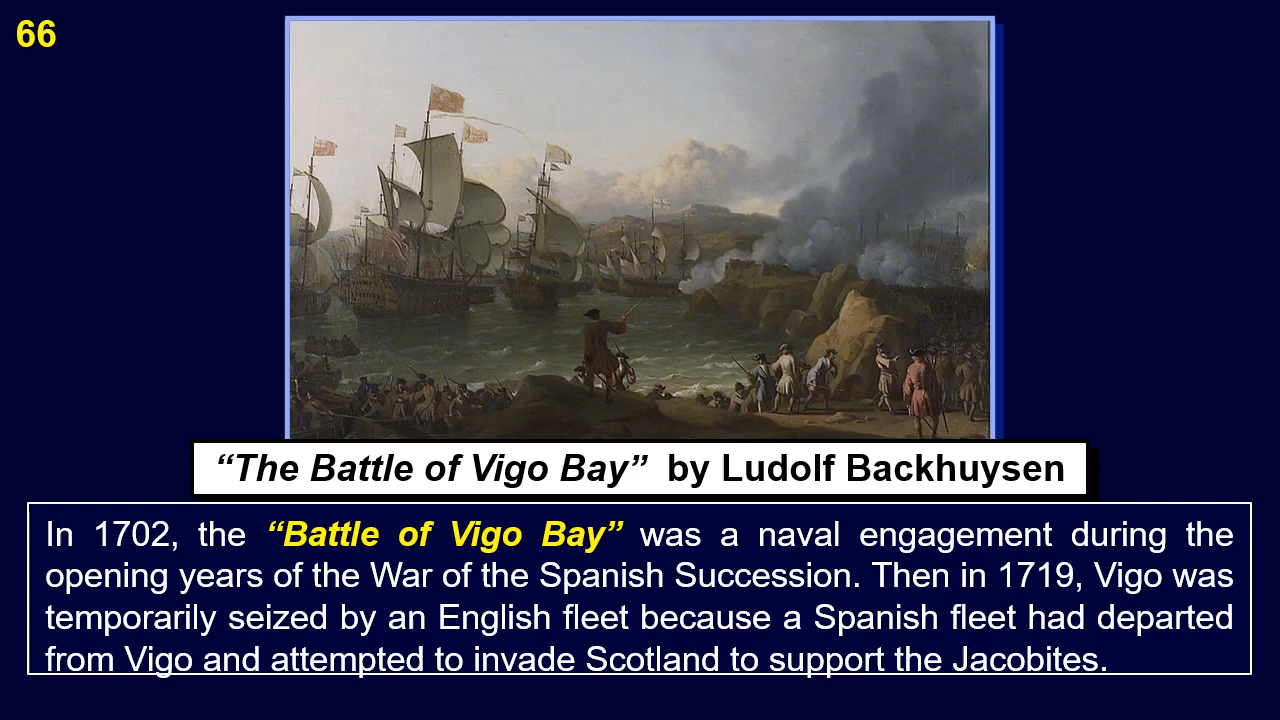 66
“The Battle of Vigo Bay” by Ludolf Backhuysen
In 1702, the “Battle of Vigo Bay” was a naval engagement during the
opening years of the War of the Spanish Succession. Then in 1719, Vigo was
temporarily seized by an English fleet because a Spanish fleet had departed
from Vigo and attempted to invade Scotland to support the Jacobites.